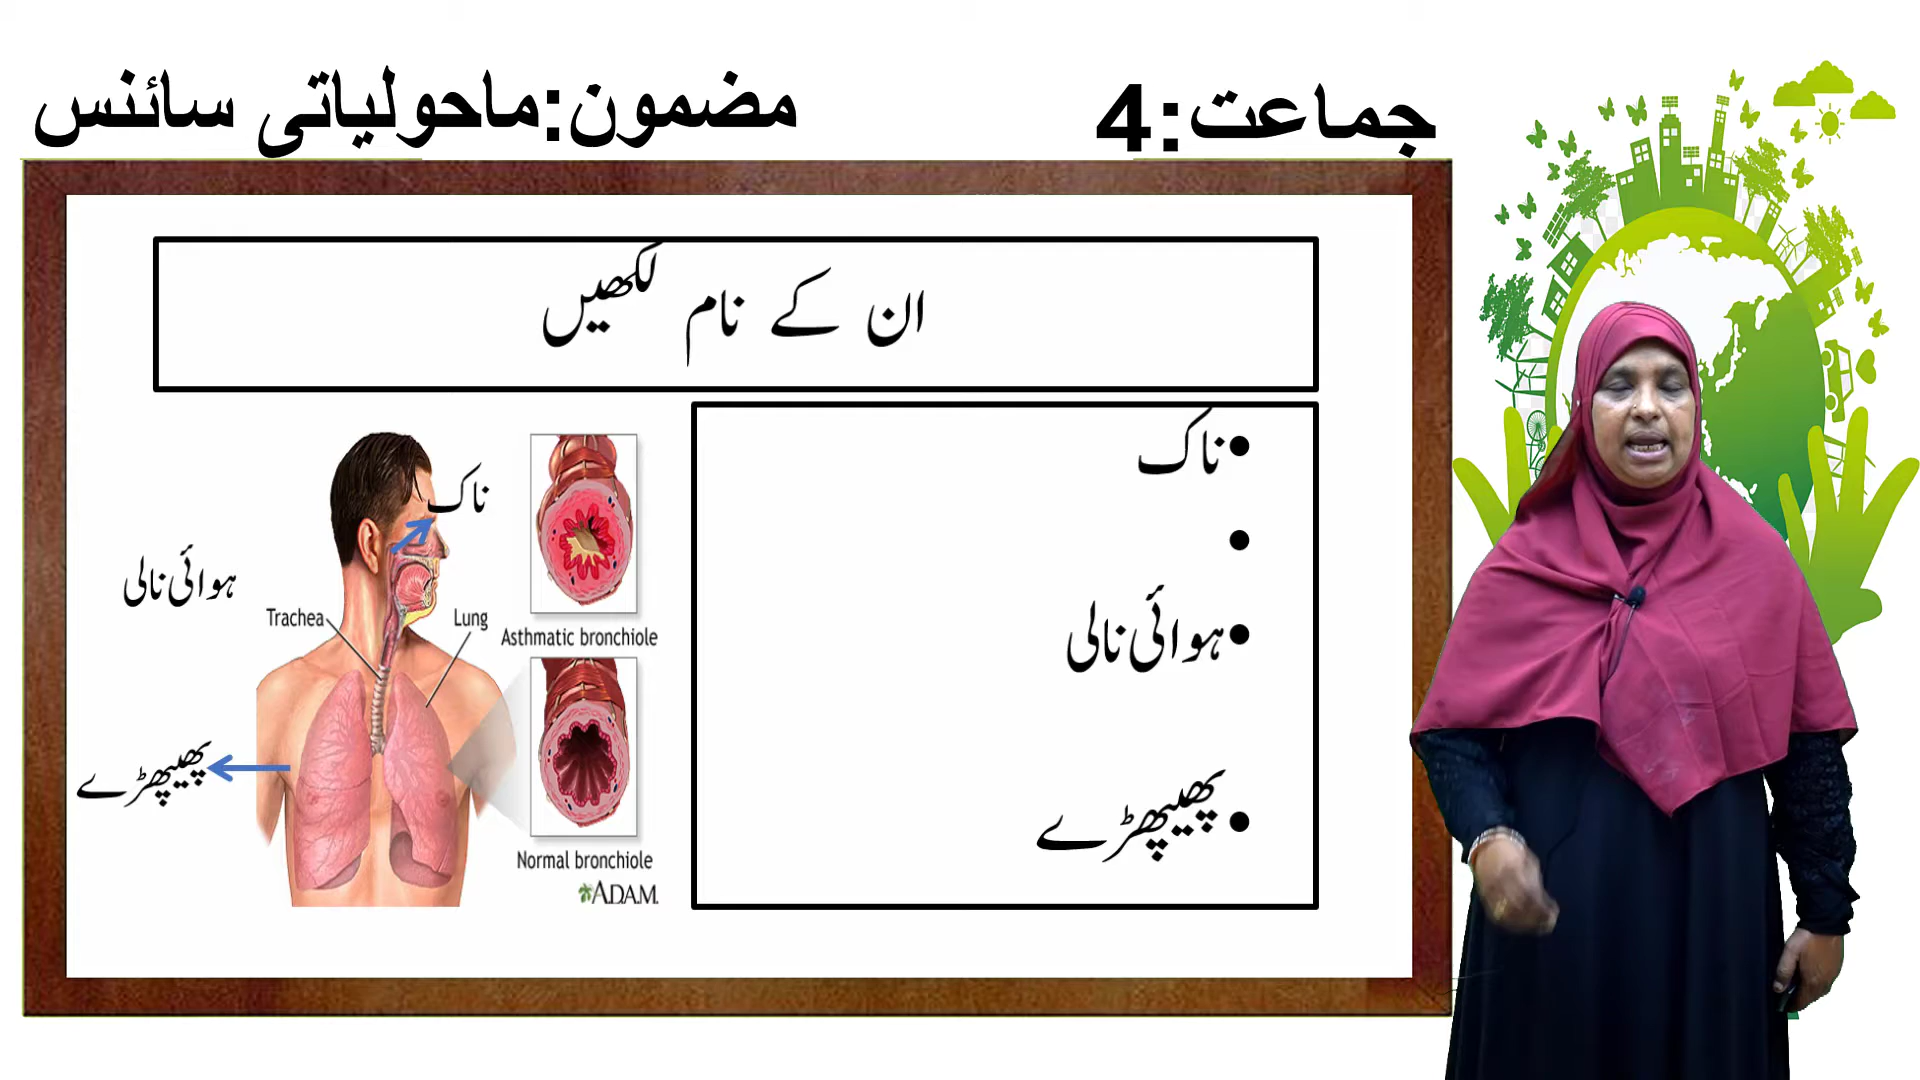 جماعت:4
مضمون:ماحولیاتی سائنس
ان کے نام لکھیں
• ناک
•
• ہوائی نالی
• پھیپھڑے
ناک
ہوائی نالی
پھیپھڑے
Trachea
Lung
Asthmatic bronchiole
Normal bronchiole
A.D.A.M.